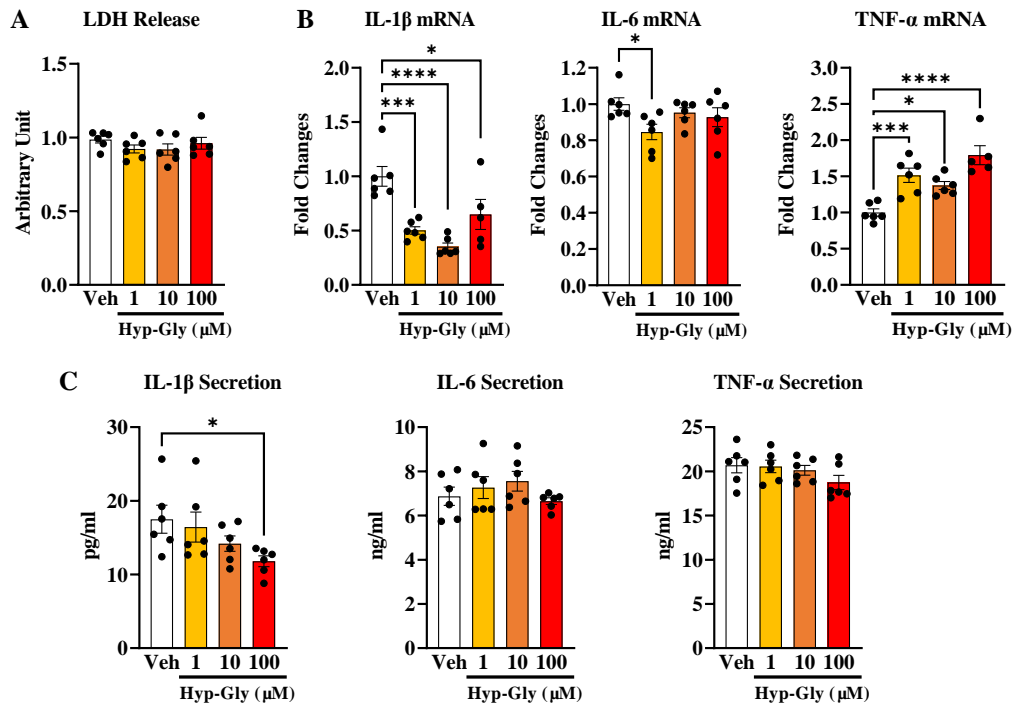 A
LDH Release
Arbitrary Unit
1.5
1.0
0.5
0.0
Veh 1 10 100
Hyp-Gly (μM)
B
IL-1β mRNA
Fold Changes
2.0
1.5
1.0
0.5
0.0
*
****
***
Veh 1 10 100
Hyp-Gly (μM)
IL-6 mRNA
Fold Changes
1.2
1.0
0.8
0.6
0.4
0.2
0.0
*
Veh 1 10 100
Hyp-Gly (μM)
TNF-α mRNA
Fold Changes
3.0
2.5
2.0
1.5
1.0
0.5
0.0
****
*
***
Veh 1 10 100
Hyp-Gly (μM)
C
IL-1β Secretion
pg/ml
30
20
10
0
*
Veh 1 10 100
Hyp-Gly (μM)
IL-6 Secretion
ng/ml
10
8
6
4
2
0
Veh 1 10 100
Hyp-Gly (μM)
TNF-α Secretion
ng/ml
25
20
15
10
5
0
Veh 1 10 100
Hyp-Gly (μM)